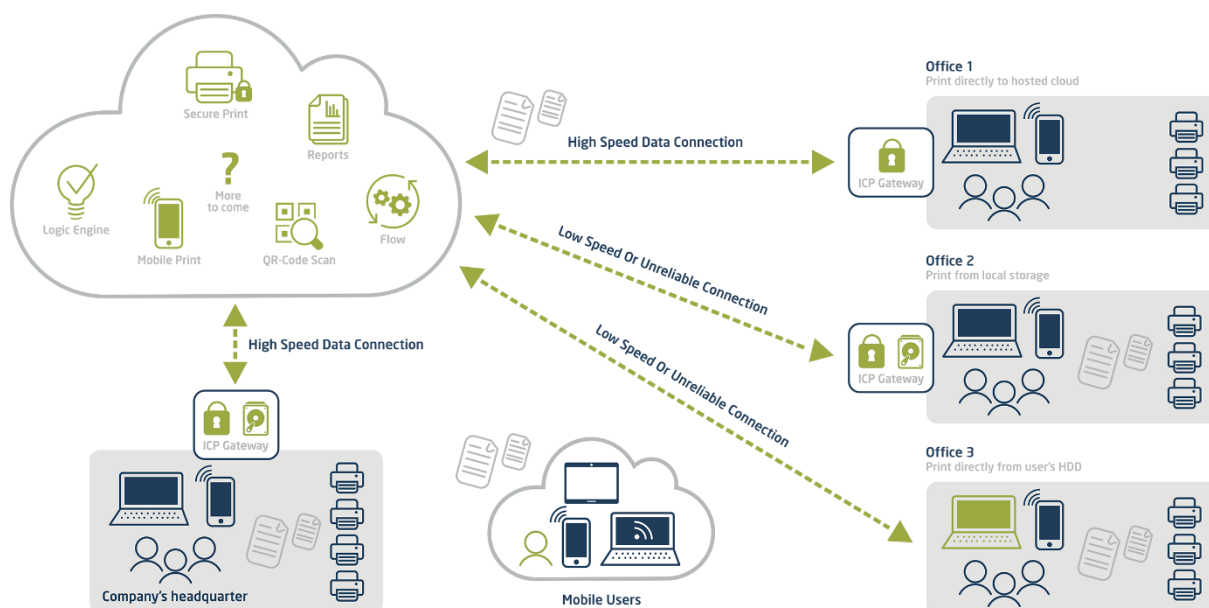 Secure Print
Reports
?
More
to come
Logic Engine
Mobile Print
QR-Code Scan
Flow
High Speed Data Connection
ICP Gateway
Office 1
Print directly to hosted cloud
Low Speed Or Unreliable Connection
ICP Gateway
Office 2
Print from local storage
Low Speed Or Unreliable Connection
Office 3
Print directly from user's HDD
High Speed Data Connection
ICP Gateway
Company's headquarter
Mobile Users